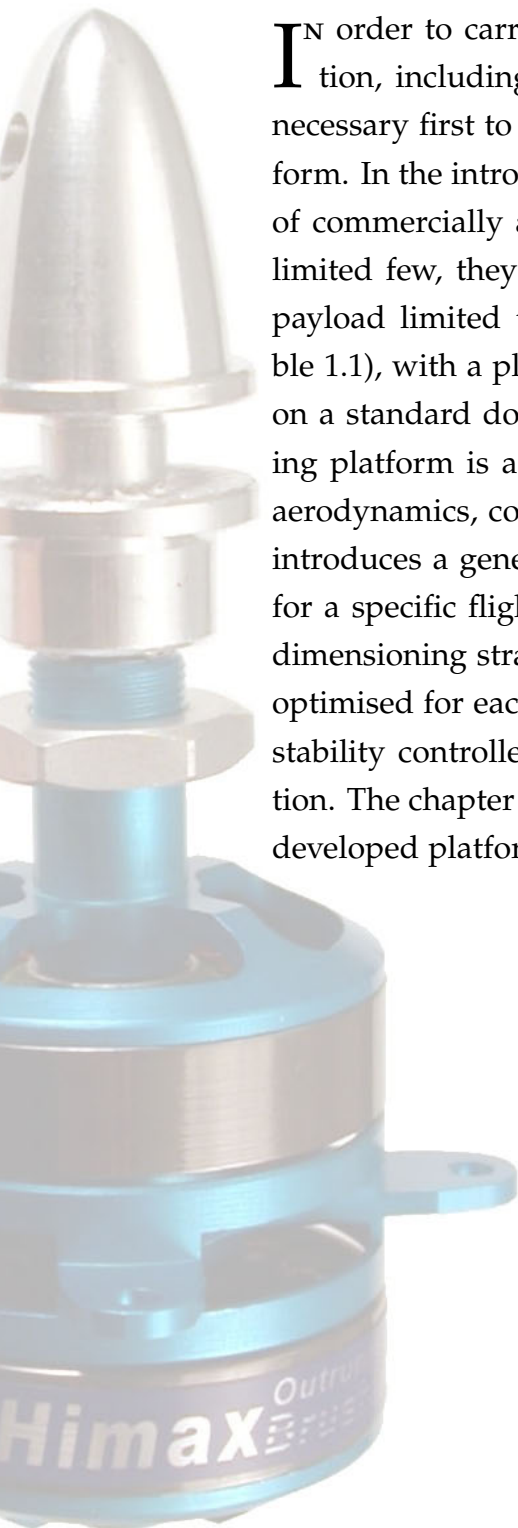 IN order to carr
tion, including
necessary first to
form. In the intro
of commercially a
limited few, they
payload limited
ble 1.1), with a pl
on a standard do
ing platform is a
aerodynamics, co
introduces a gene
for a specific fligh
dimensioning stra
optimised for each
stability controlle
tion. The chapter
developed platfor
Himax
Outru